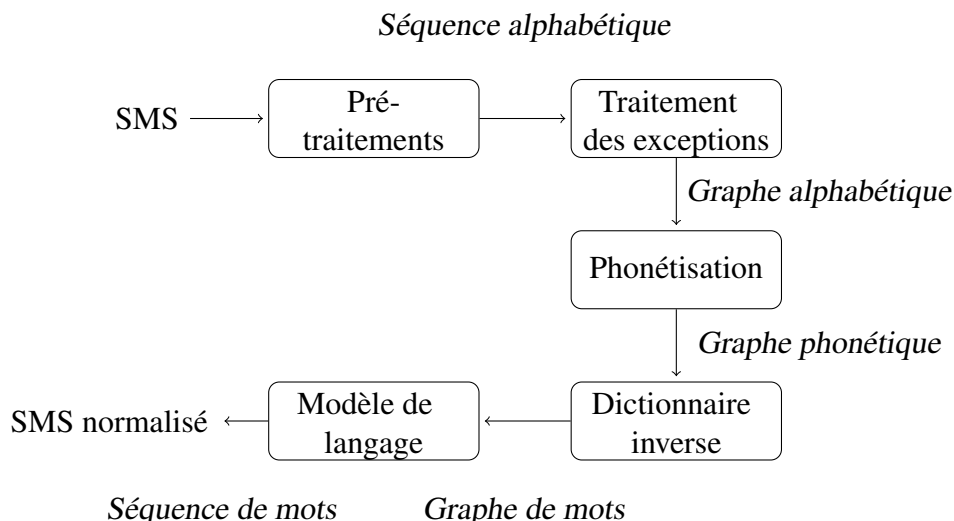 Séquence alphabétique
SMS
Pré-
traitements
Traitement
des exceptions
Graphe alphabétique
Phonétisation
Graphe phonétique
SMS normalisé
Modèle de
langage
Dictionnaire
inverse
Séquence de mots
Graphe de mots